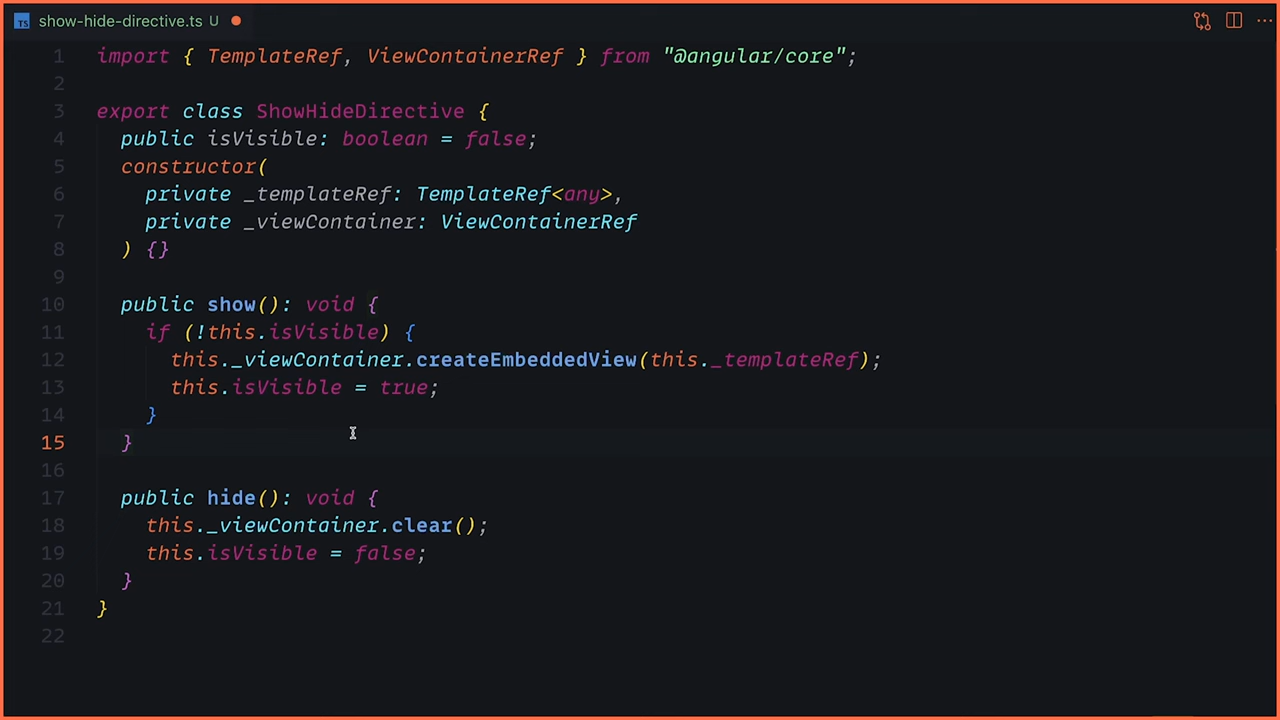 TS show-hide-directive.ts U
1 import { TemplateRef, ViewContainerRef } from "@angular/core";
2
3 export class ShowHideDirective {
4   public isVisible: boolean = false;
5   constructor(
6     private _templateRef: TemplateRef<any>,
7     private _viewContainer: ViewContainerRef
8   ) {}
9
10   public show(): void {
11     if (!this.isVisible) {
12       this._viewContainer.createEmbeddedView(this._templateRef);
13       this.isVisible = true;
14     }
15   }
16
17   public hide(): void {
18     this._viewContainer.clear();
19     this.isVisible = false;
20   }
21 }
22